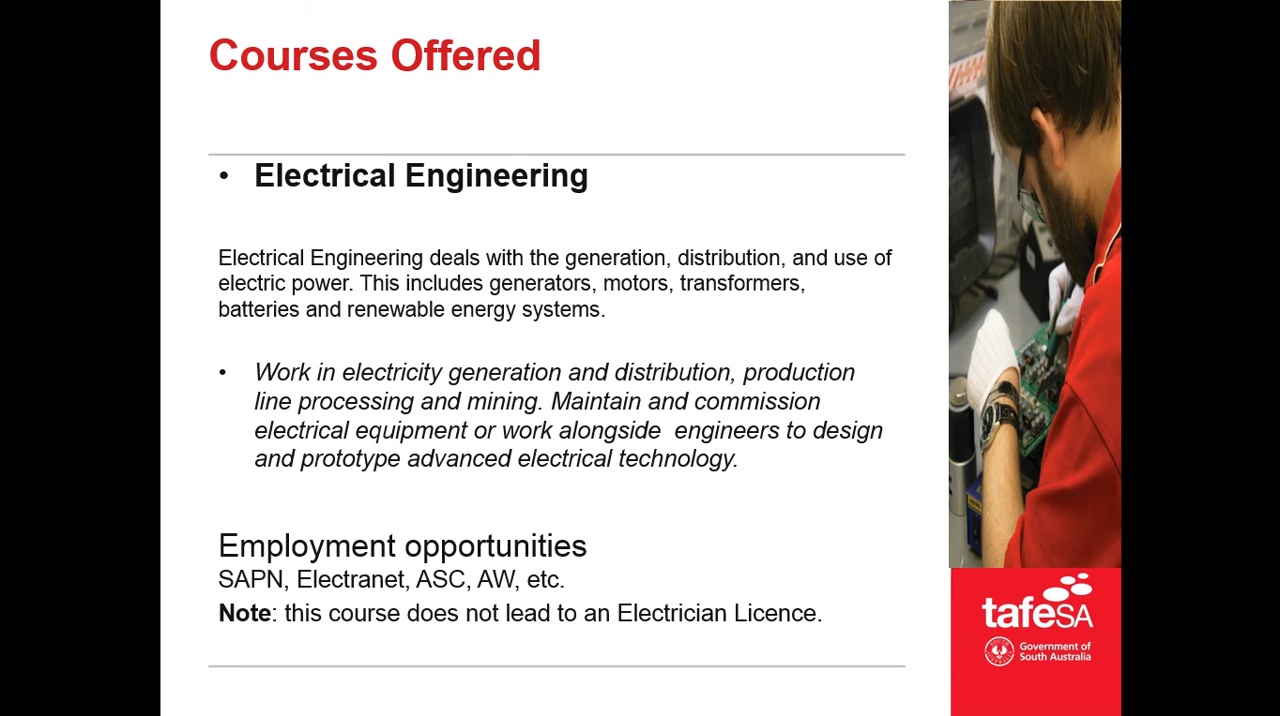 Courses Offered
• Electrical Engineering
Electrical Engineering deals with the generation, distribution, and use of
electric power. This includes generators, motors, transformers,
batteries and renewable energy systems.
• Work in electricity generation and distribution, production
line processing and mining. Maintain and commission
electrical equipment or work alongside  engineers to design
and prototype advanced electrical technology.
Employment opportunities
SAPN, Electranet, ASC, AW, etc.
Note: this course does not lead to an Electrician Licence.
tafeSA
Government of
South Australia